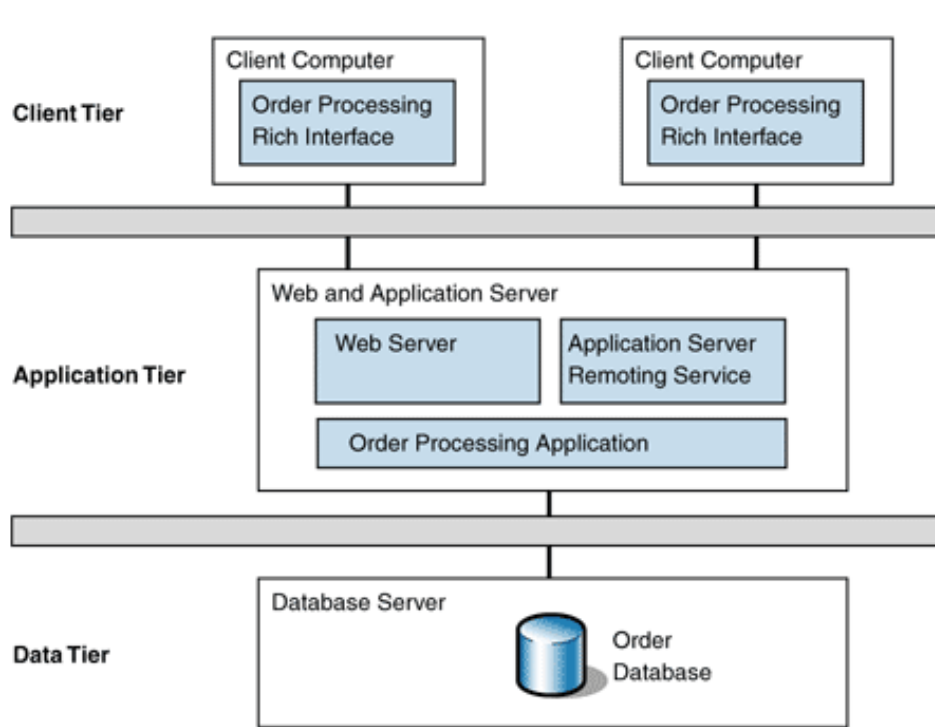 Client Computer
Client Computer
Client Tier
Order Processing
Rich Interface
Order Processing
Rich Interface
Web and Application Server
Web Server
Application Server
Remoting Service
Application Tier
Order Processing Application
Database Server
Data Tier
Order
Database